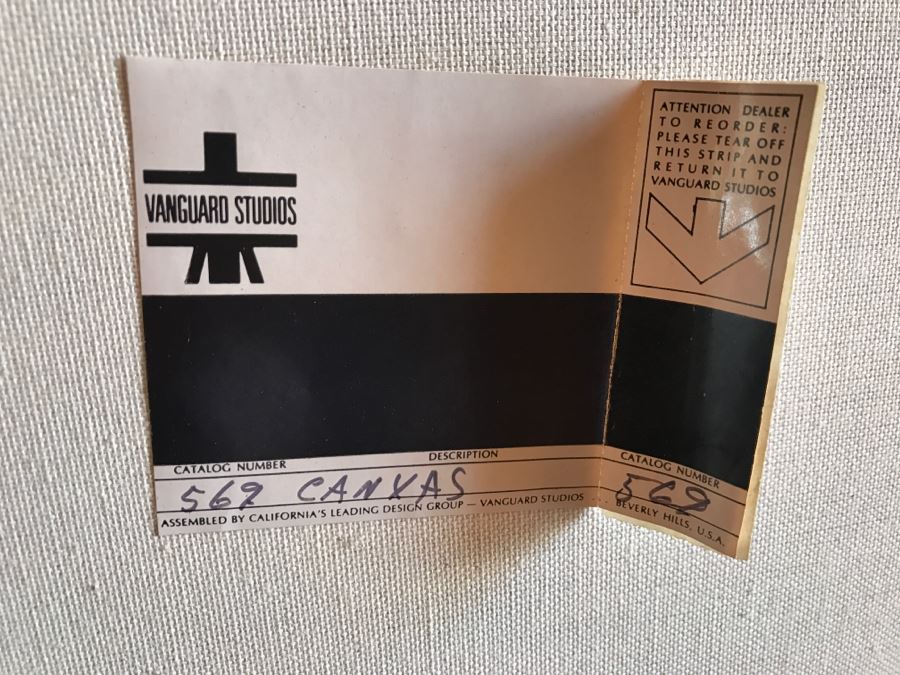 VANGUARD STUDIOS
ATTENTION DEALER
TO REORDER:
PLEASE TEAR OFF
THIS STRIP AND
RETURN IT TO
VANGUARD STUDIOS
CATALOG NUMBER DESCRIPTION
569 CANVAS
ASSEMBLED BY CALIFORNIA'S LEADING DESIGN GROUP — VANGUARD STUDIOS . . . BEVERLY HILLS, U.S.A.
CATALOG NUMBER
569